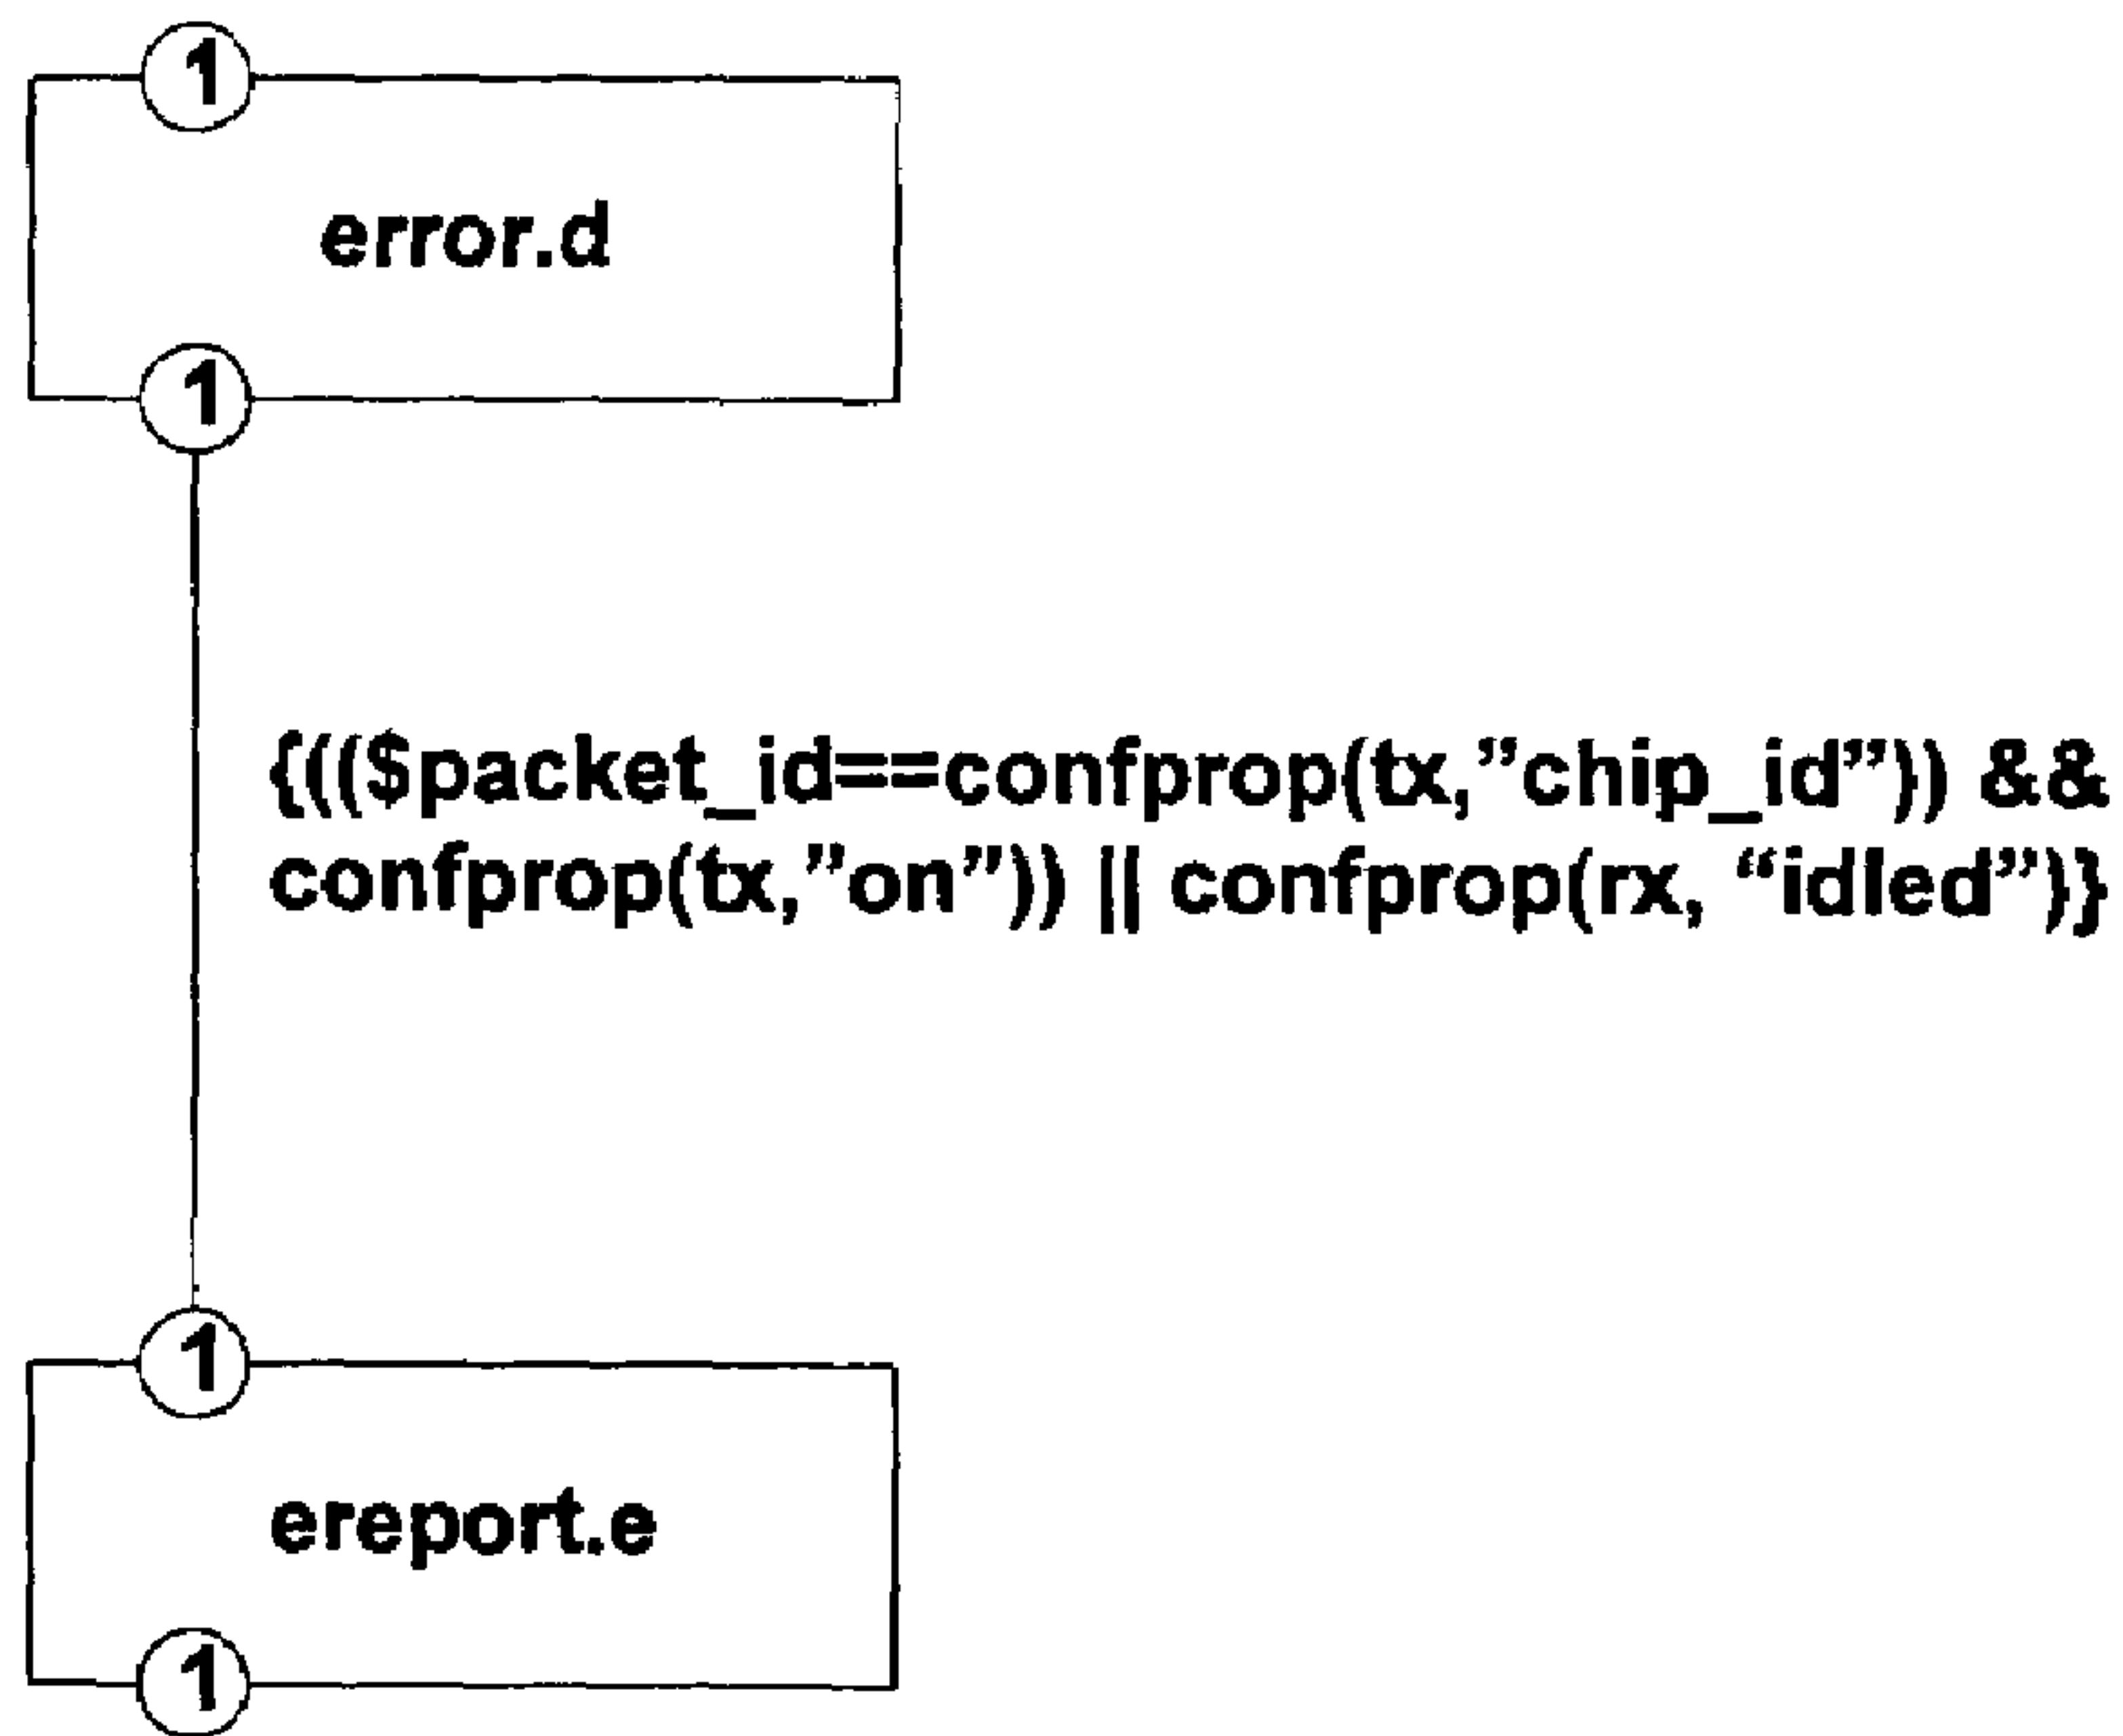 1
error.d
1
{(($packet_id==confprop(tx,”chip_id”)) &&
confprop(tx,”on”)) || confprop(rx, “idled”)}
1
ereport.e
1